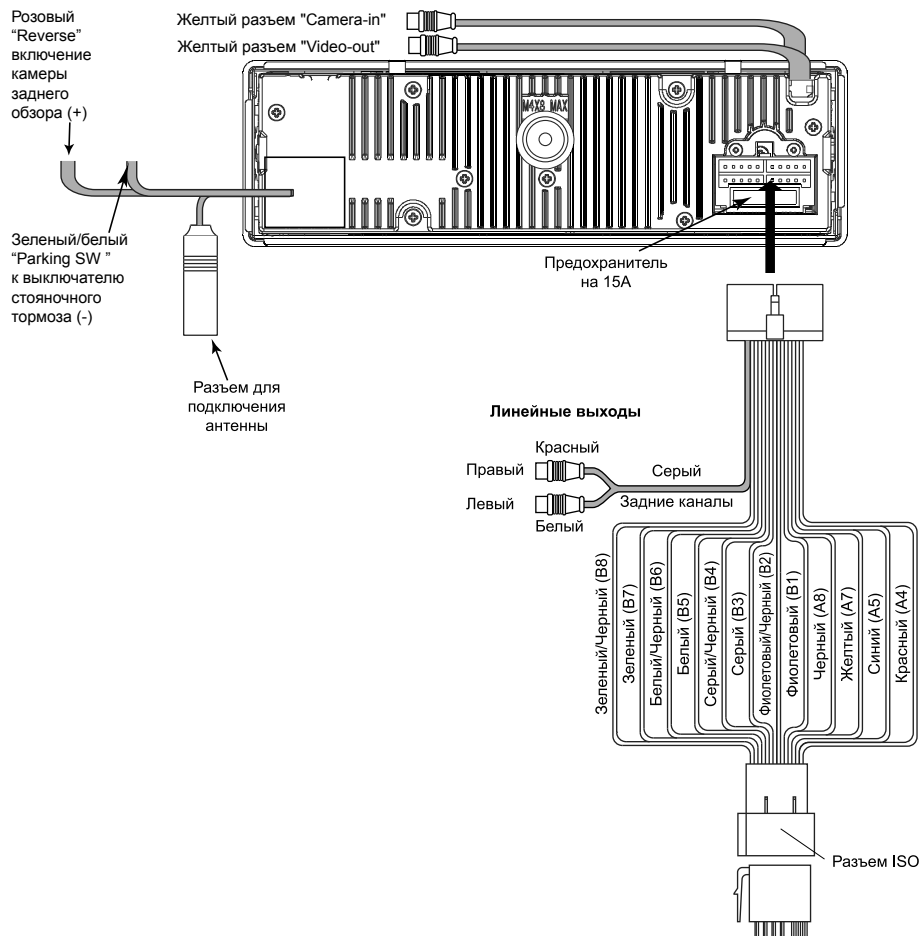 Розовый
“Reverse”
включение
камеры
заднего
обзора (+)
Желтый разъем "Camera-in"
Желтый разъем "Video-out"
M4X8 MAX
Зеленый/белый
“Parking SW ”
к выключателю
стояночного
тормоза (-)
Предохранитель
на 15А
Разъем для
подключения
антенны
Линейные выходы
Красный
Правый
Серый
Левый
Задние каналы
Белый
Зеленый/Черный (B8)
Зеленый (B7)
Белый/Черный (B6)
Белый (B5)
Серый/Черный (B4)
Серый (B3)
Фиолетовый/Черный (B2)
Фиолетовый (B1)
Черный (A8)
Желтый (A7)
Синий (A5)
Красный (A4)
Разъем ISO